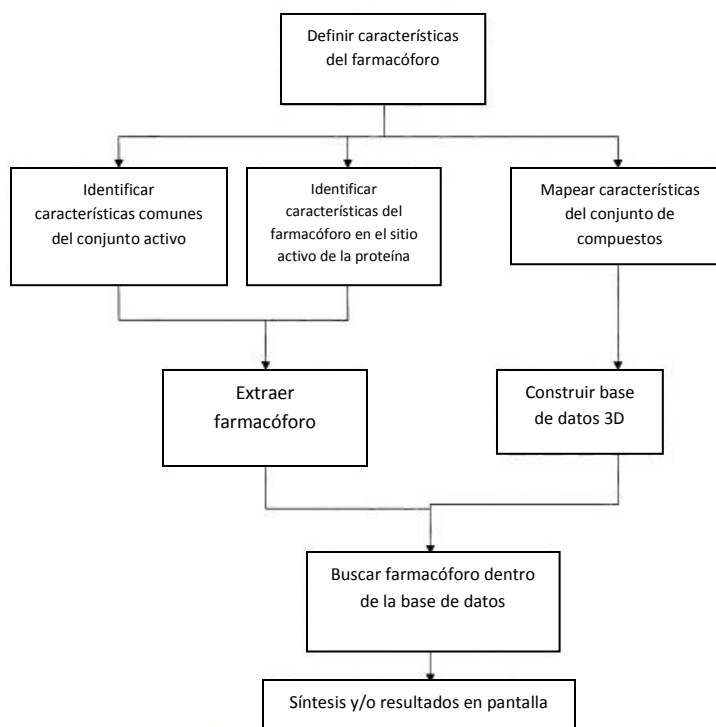 Definir características
del farmacóforo
Identificar
características comunes
del conjunto activo
Identificar
características del
farmacóforo en el sitio
activo de la proteína
Mapear características
del conjunto de
compuestos
Extraer
farmacóforo
Construir base
de datos 3D
Buscar farmacóforo dentro
de la base de datos
Síntesis y/o resultados en pantalla